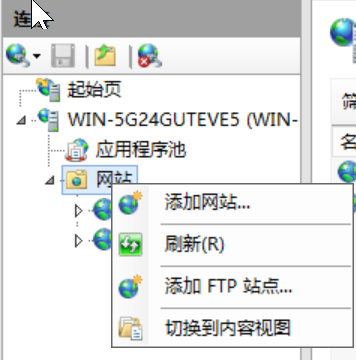 连
起始页
WIN-5G24GUTEVE5 (WIN-
应用程序池
网站
添加网站...
刷新(R)
添加 FTP 站点...
切换到内容视图
筛
名